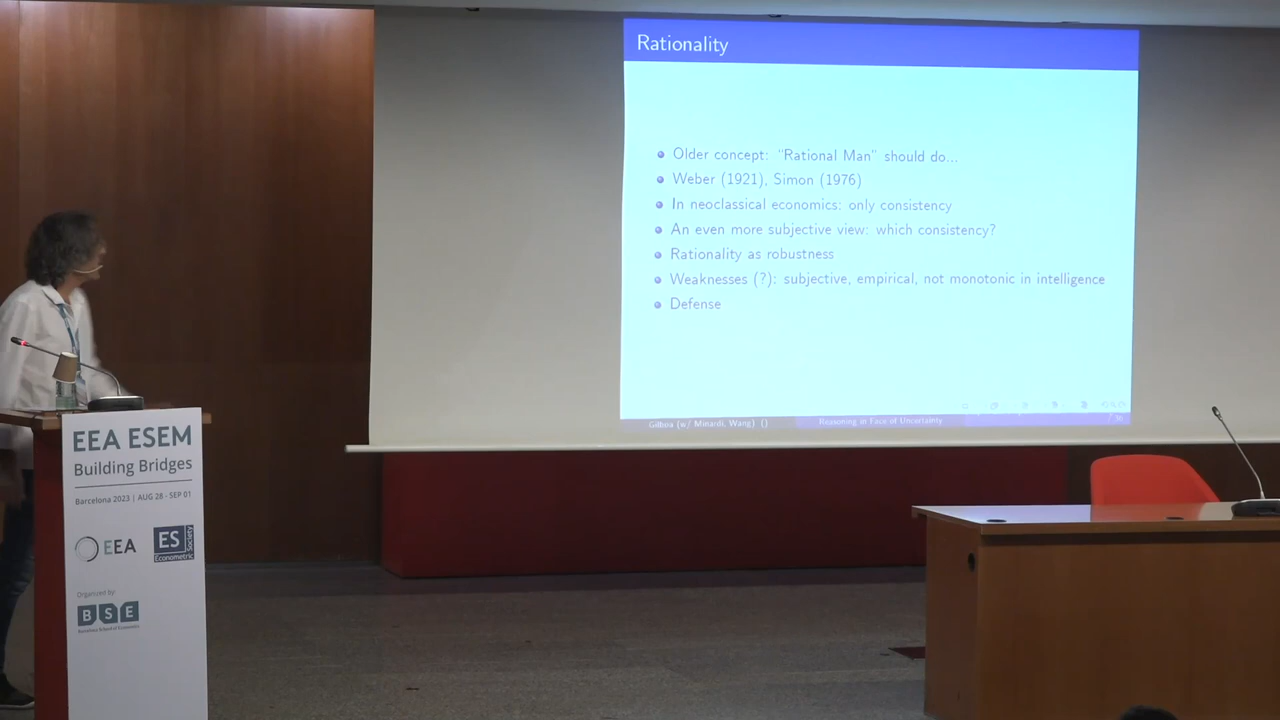 Rationality
Older concept: “Rational Man” should do...
Weber (1921), Simon (1976)
In neoclassical economics: only consistency
An even more subjective view: which consistency?
Rationality as robustness
Weaknesses (?): subjective, empirical, not monotonic in intelligence
Defense
Gilboa (w/ Minardi, Wang) ()
Reasoning in Face of Uncertainty
EEA ESEM
Building Bridges
Barcelona 2023 | AUG 28 - SEP 01
EEA
ES
Econometric
Society
Organized by:
BSE
Barcelona School of Economics